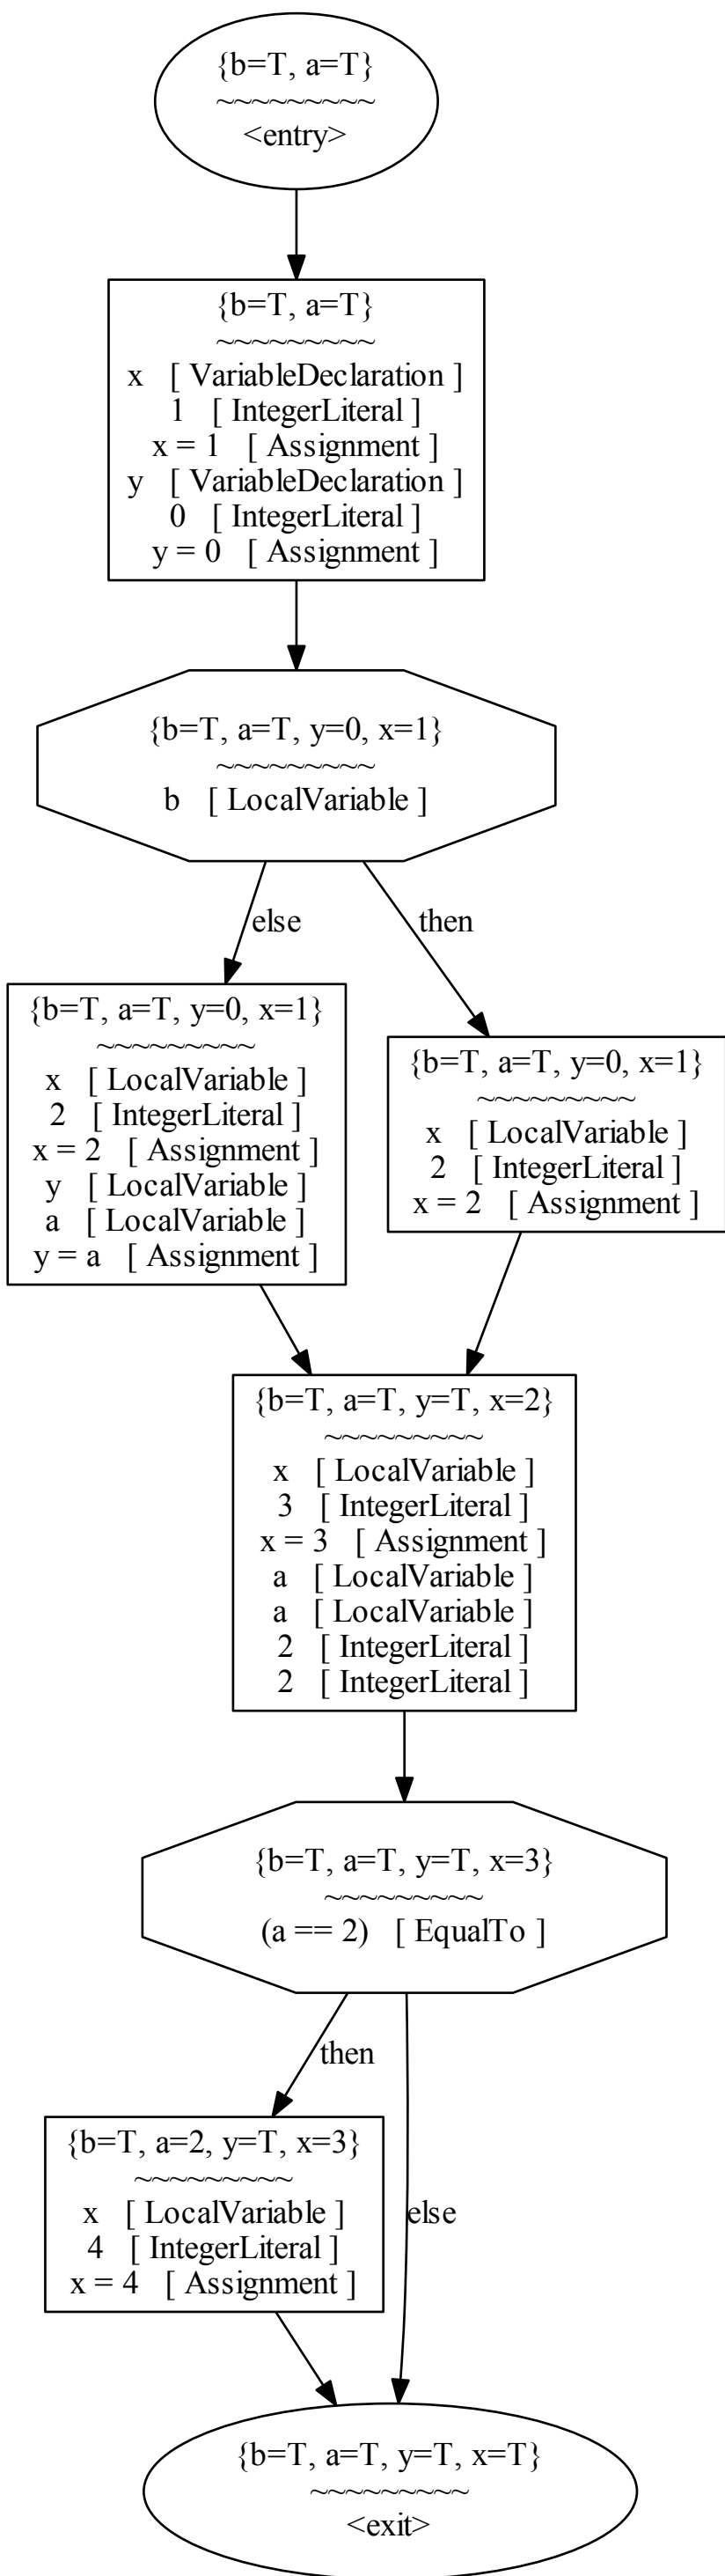 {b=T, a=T}
~~~~~~~~~
<entry>
{b=T, a=T}
~~~~~~~~~
x [ VariableDeclaration ]
1 [ IntegerLiteral ]
x = 1 [ Assignment ]
y [ VariableDeclaration ]
0 [ IntegerLiteral ]
y = 0 [ Assignment ]
{b=T, a=T, y=0, x=1}
~~~~~~~~~
b [ LocalVariable ]
else
then
{b=T, a=T, y=0, x=1}
~~~~~~~~~
x [ LocalVariable ]
2 [ IntegerLiteral ]
x = 2 [ Assignment ]
y [ LocalVariable ]
a [ LocalVariable ]
y = a [ Assignment ]
{b=T, a=T, y=0, x=1}
~~~~~~~~~
x [ LocalVariable ]
2 [ IntegerLiteral ]
x = 2 [ Assignment ]
{b=T, a=T, y=T, x=2}
~~~~~~~~~
x [ LocalVariable ]
3 [ IntegerLiteral ]
x = 3 [ Assignment ]
a [ LocalVariable ]
a [ LocalVariable ]
2 [ IntegerLiteral ]
2 [ IntegerLiteral ]
{b=T, a=T, y=T, x=3}
~~~~~~~~~
(a == 2) [ EqualTo ]
then
{b=T, a=2, y=T, x=3}
~~~~~~~~~
x [ LocalVariable ]
4 [ IntegerLiteral ]
x = 4 [ Assignment ]
else
{b=T, a=T, y=T, x=T}
~~~~~~~~~
<exit>